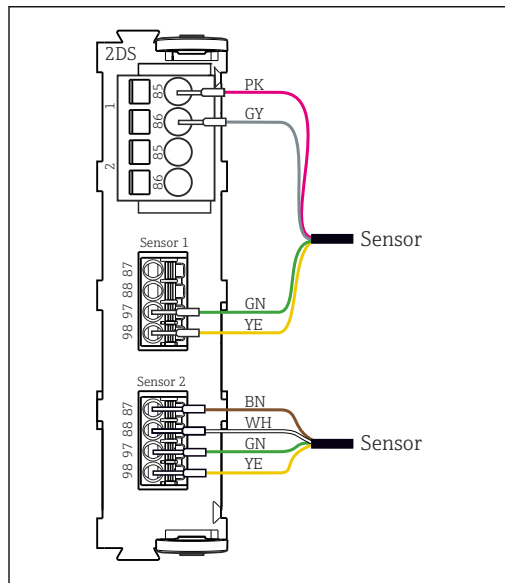 2DS
PK
1
85
GY
86
2
85
86
Sensor
Sensor 1
87
88
97
GN
98
YE
Sensor 2
87
BN
88
WH
97
GN
Sensor
98
YE